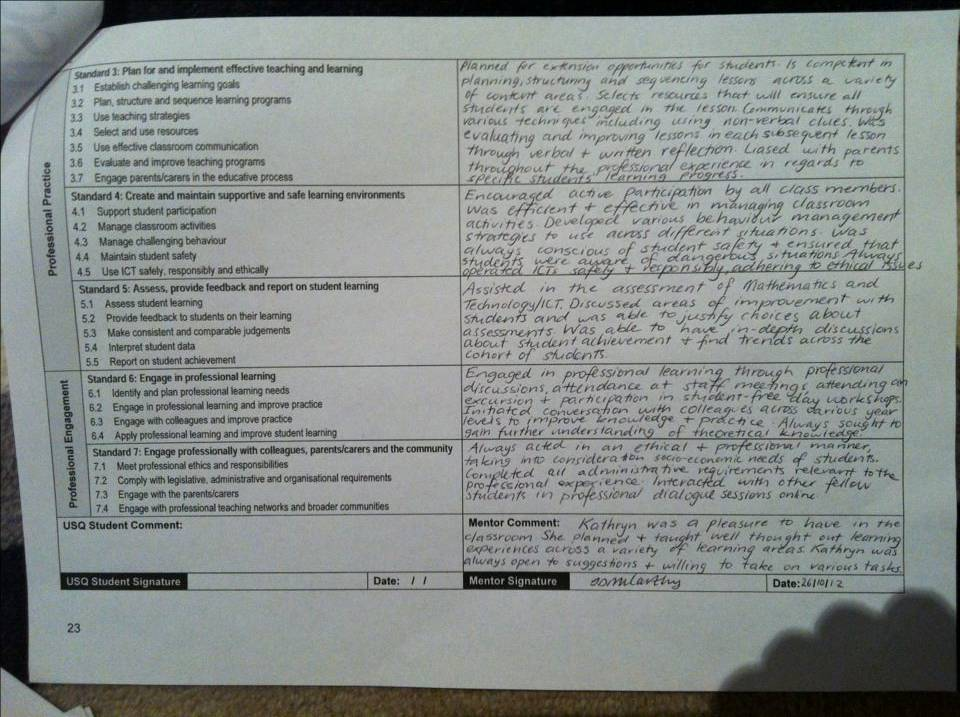 Professional Practice
Standard 3: Plan for and implement effective teaching and learning
3.1 Establish challenging learning goals
3.2 Plan, structure and sequence learning programs
3.3 Use teaching strategies
3.4 Select and use resources
3.5 Use effective classroom communication
3.6 Evaluate and improve teaching programs
3.7 Engage parents/carers in the educative process
Planned for extension opportunities for students. Is competent in
planning, structuring and sequencing lessons across a variety
of content areas. Selects resources that will ensure all
students are engaged in the lesson. Communicates through
various techniques including using non-verbal clues. Was
evaluating and improving lessons in each subsequent lesson
through verbal + written reflection. Liased with parents
throughout the professional experience in regards to
specific students' learning progress.
Standard 4: Create and maintain supportive and safe learning environments
4.1 Support student participation
4.2 Manage classroom activities
4.3 Manage challenging behaviour
4.4 Maintain student safety
4.5 Use ICT safely, responsibly and ethically
Encouraged active participation by all class members.
Was efficient + effective in managing classroom
activities. Developed various behaviour management
strategies to use across different situations. Was
always conscious of student safety + ensured that
students were aware of dangerous situations. Always
operated ICTs safely + responsibly, adhering to ethical issues
Standard 5: Assess, provide feedback and report on student learning
5.1 Assess student learning
5.2 Provide feedback to students on their learning
5.3 Make consistent and comparable judgements
5.4 Interpret student data
5.5 Report on student achievement
Assisted in the assessment of Mathematics and
Technology/ICT. Discussed areas of improvement with
students and was able to justify choices about
assessments. Was able to have in-depth discussions
about student achievement + find trends across the
cohort of students.
Professional Engagement
Standard 6: Engage in professional learning
6.1 Identify and plan professional learning needs
6.2 Engage in professional learning and improve practice
6.3 Engage with colleagues and improve practice
6.4 Apply professional learning and improve student learning
Engaged in professional learning through professional
discussions, attendance at staff meetings, attending an
excursion + participation in student-free day workshops.
Initiated conversation with colleagues across various year
levels to improve knowledge + practice. Always sought to
gain further understanding of theoretical knowledge.
Standard 7: Engage professionally with colleagues, parents/carers and the community
7.1 Meet professional ethics and responsibilities
7.2 Comply with legislative, administrative and organisational requirements
7.3 Engage with the parents/carers
7.4 Engage with professional teaching networks and broader communities
Always acted in an ethical + professional manner,
taking into consideration socio-economic needs of students.
Completed all administrative requirements relevant to the
professional experience. Interacted with other fellow
students in professional dialogue sessions online.
USQ Student Comment:
Mentor Comment: Kathryn was a pleasure to have in the
classroom. She planned + taught well thought out learning
experiences across a variety of learning areas. Kathryn was
always open to suggestions + willing to take on various tasks.
USQ Student Signature
Date: / /
Mentor Signature
Date: 26/10/12
23